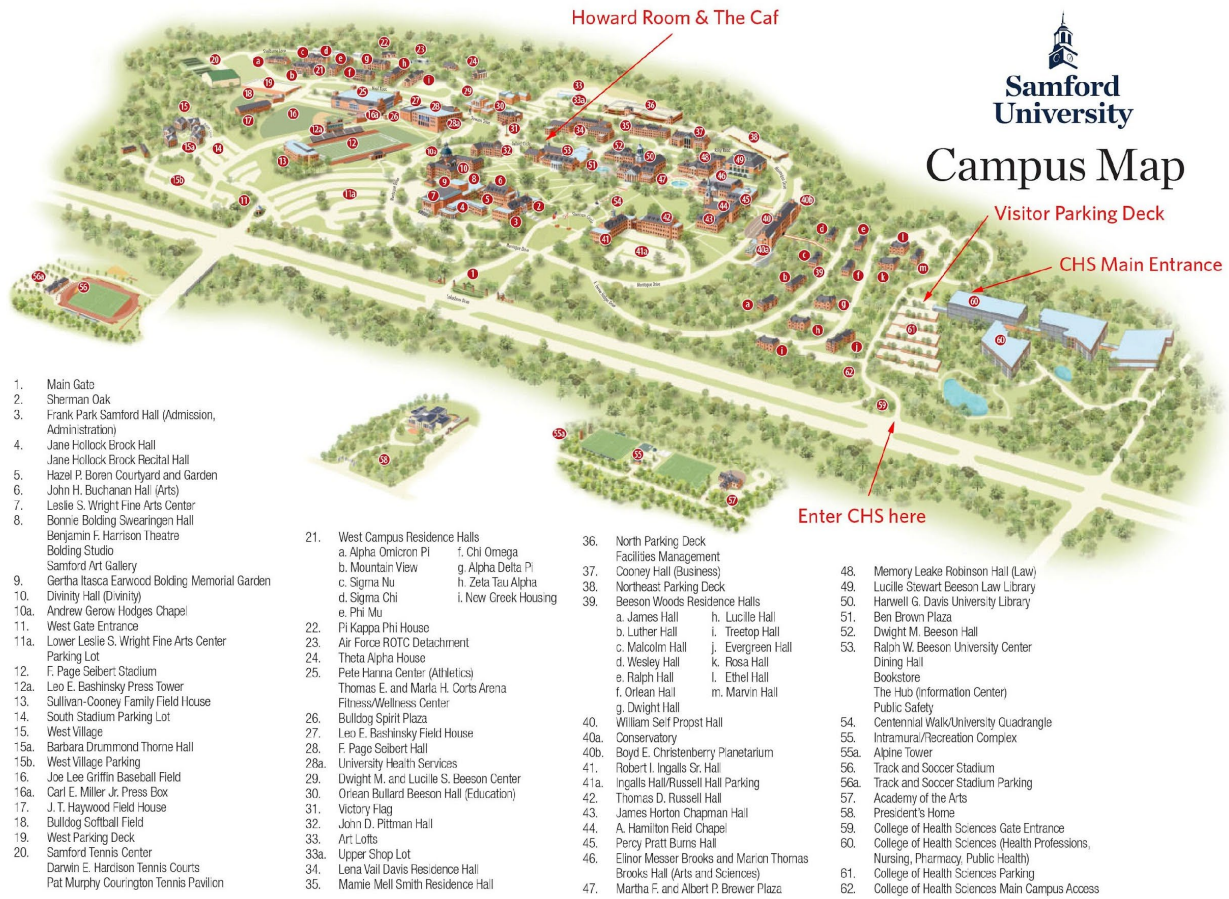 Howard Room & The Caf
Samford
University
Campus Map
Visitor Parking Deck
CHS Main Entrance
Enter CHS here
1. Main Gate
2. Sherman Oak
3. Frank Park Samford Hall (Admission,
Administration)
4. Jane Hollock Brock Hall
Jane Hollock Brock Recital Hall
5. Hazel P. Boren Courtyard and Garden
6. John H. Buchanan Hall (Arts)
7. Leslie S. Wright Fine Arts Center
8. Bonnie Bolding Swearingen Hall
Benjamin F. Harrison Theatre
Bolding Studio
Samford Art Gallery
9. Gertha Itasca Earwood Bolding Memorial Garden
10. Divinity Hall (Divinity)
10a. Andrew Gerow Hodges Chapel
11. West Gate Entrance
11a. Lower Leslie S. Wright Fine Arts Center
Parking Lot
12. F. Page Seibert Stadium
12a. Leo E. Bashinsky Press Tower
13. Sullivan-Cooney Family Field House
14. South Stadium Parking Lot
15. West Village
15a. Barbara Drummond Thorne Hall
15b. West Village Parking
16. Joe Lee Griffin Baseball Field
16a. Carl E. Miller Jr. Press Box
17. J. T. Haywood Field House
18. Bulldog Softball Field
19. West Parking Deck
20. Samford Tennis Center
Darwin E. Hardison Tennis Courts
Pat Murphy Courington Tennis Pavilion
21. West Campus Residence Halls
a. Alpha Omicron Pi f. Chi Omega
b. Mountain View g. Alpha Delta Pi
c. Sigma Nu h. Zeta Tau Alpha
d. Sigma Chi i. New Greek Housing
e. Phi Mu
22. Pi Kappa Phi House
23. Air Force ROTC Detachment
24. Theta Alpha House
25. Pete Hanna Center (Athletics)
Thomas E. and Marla H. Corts Arena
Fitness/Wellness Center
26. Bulldog Spirit Plaza
27. Leo E. Bashinsky Field House
28. F. Page Seibert Hall
28a. University Health Services
29. Dwight M. and Lucille S. Beeson Center
30. Orlean Bullard Beeson Hall (Education)
31. Victory Flag
32. John D. Pittman Hall
33. Art Lofts
33a. Upper Shop Lot
34. Lena Vail Davis Residence Hall
35. Mamie Mell Smith Residence Hall
36. North Parking Deck
Facilities Management
37. Cooney Hall (Business)
38. Northeast Parking Deck
39. Beeson Woods Residence Halls
a. James Hall h. Lucille Hall
b. Luther Hall i. Treetop Hall
c. Malcolm Hall j. Evergreen Hall
d. Wesley Hall k. Rosa Hall
e. Ralph Hall l. Ethel Hall
f. Orlean Hall m. Marvin Hall
g. Dwight Hall
40. William Self Propst Hall
40a. Conservatory
40b. Boyd E. Christenberry Planetarium
41. Robert I. Ingalls Sr. Hall
41a. Ingalls Hall/Russell Hall Parking
42. Thomas D. Russell Hall
43. James Horton Chapman Hall
44. A. Hamilton Reid Chapel
45. Percy Pratt Burns Hall
46. Elinor Messer Brooks and Marion Thomas
Brooks Hall (Arts and Sciences)
47. Martha F. and Albert P. Brewer Plaza
48. Memory Leake Robinson Hall (Law)
49. Lucille Stewart Beeson Law Library
50. Harwell G. Davis University Library
51. Ben Brown Plaza
52. Dwight M. Beeson Hall
53. Ralph W. Beeson University Center
Dining Hall
Bookstore
The Hub (Information Center)
Public Safety
54. Centennial Walk/University Quadrangle
55. Intramural/Recreation Complex
55a. Alpine Tower
56. Track and Soccer Stadium
56a. Track and Soccer Stadium Parking
57. Academy of the Arts
58. President's Home
59. College of Health Sciences Gate Entrance
60. College of Health Sciences (Health Professions,
Nursing, Pharmacy, Public Health)
61. College of Health Sciences Parking
62. College of Health Sciences Main Campus Access